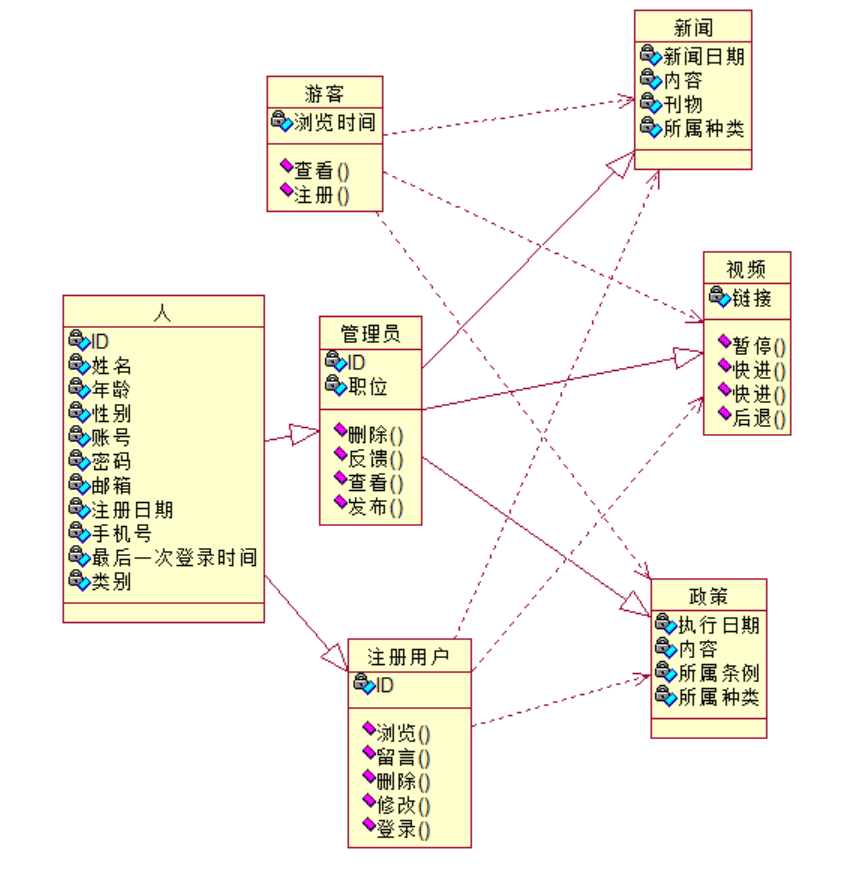 新闻
新闻日期
内容
刊物
所属种类
游客
浏览时间
查看()
注册()
视频
链接
暂停()
快进()
快进()
后退()
人
ID
姓名
年龄
性别
账号
密码
邮箱
注册日期
手机号
最后一次登录时间
类别
管理员
ID
职位
删除()
反馈()
查看()
发布()
政策
执行日期
内容
所属条例
所属种类
注册用户
ID
浏览()
留言()
删除()
修改()
登录()